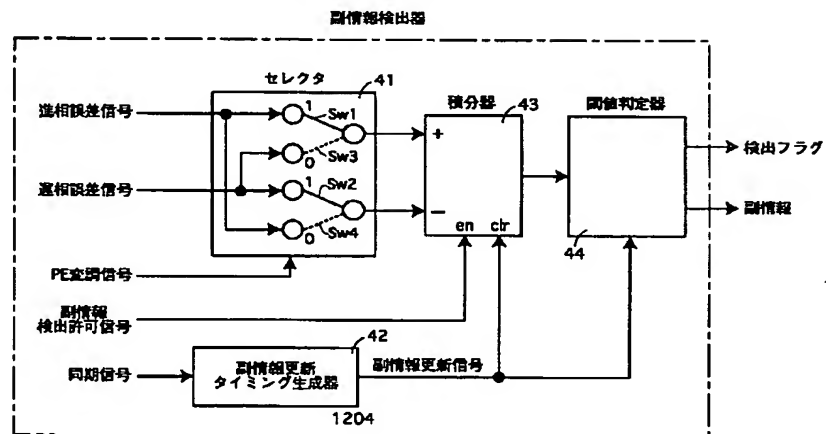 副情報検出器
セレクタ
41
進相誤差信号
1
Sw1
0
Sw3
遅相誤差信号
1
Sw2
0
Sw4
PE変調信号
積分器
43
+
−
en
clr
閾値判定器
44
検出フラグ
副情報
副情報
検出許可信号
同期信号
42
副情報更新
タイミング生成器
副情報更新信号
1204